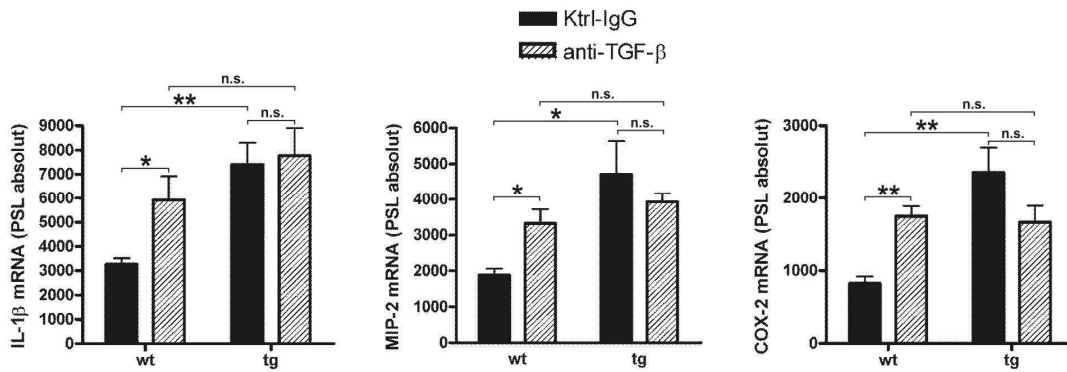 Ktrl-IgG
anti-TGF-β
n.s.
**
n.s.
*
IL-1β mRNA (PSL absolut)
9000
8000
7000
6000
5000
4000
3000
2000
1000
0
wt
tg
n.s.
*
n.s.
*
MIP-2 mRNA (PSL absolut)
6000
5000
4000
3000
2000
1000
0
wt
tg
n.s.
**
n.s.
**
COX-2 mRNA (PSL absolut)
3000
2000
1000
0
wt
tg